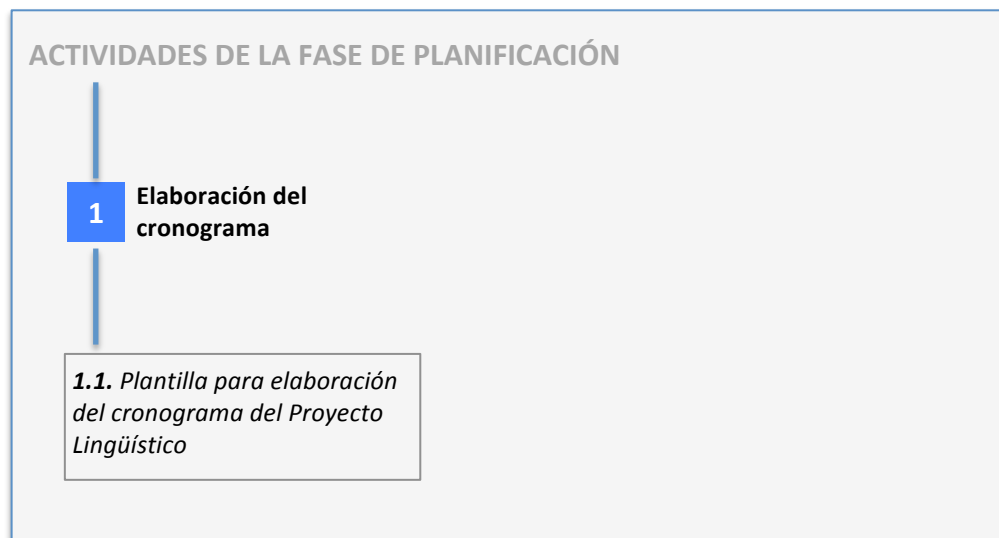 ACTIVIDADES DE LA FASE DE PLANIFICACIÓN
1
Elaboración del
cronograma
1.1. Plantilla para elaboración
del cronograma del Proyecto
Lingüístico